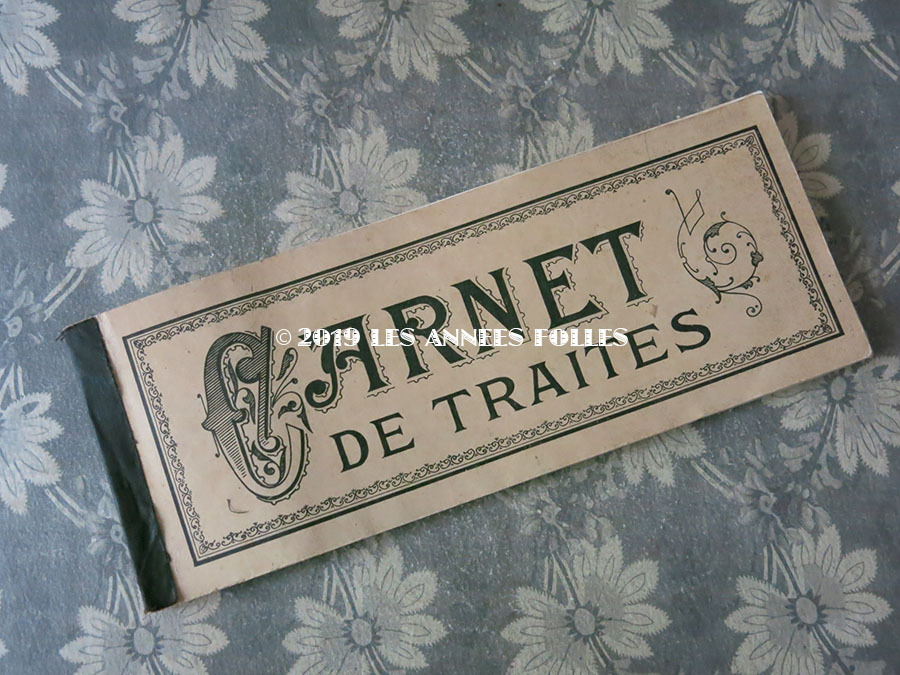 CARNET
© 2019 LES ANNEES FOLLES
DE TRAITES